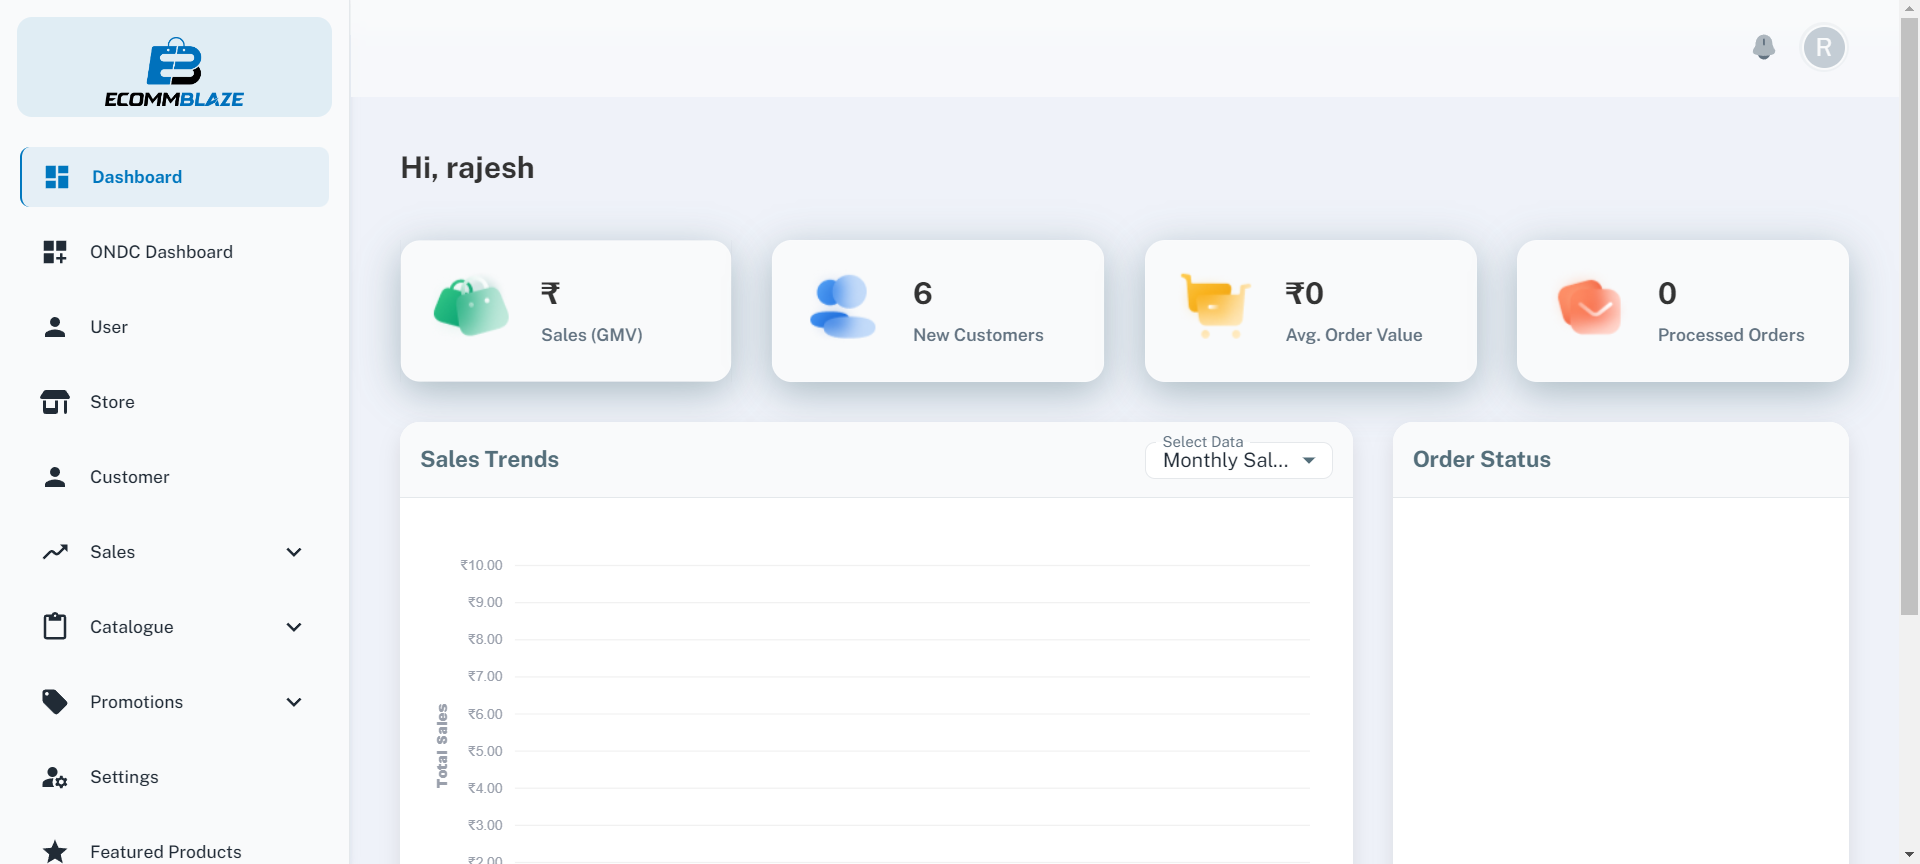 ECOMMBLAZE
Dashboard
ONDC Dashboard
User
Store
Customer
Sales
Catalogue
Promotions
Settings
Featured Products
R
Hi, rajesh
₹
Sales (GMV)
6
New Customers
₹0
Avg. Order Value
0
Processed Orders
Sales Trends
Select Data
Monthly Sal...
Total Sales
₹10.00
₹9.00
₹8.00
₹7.00
₹6.00
₹5.00
₹4.00
₹3.00
₹2.00
Order Status